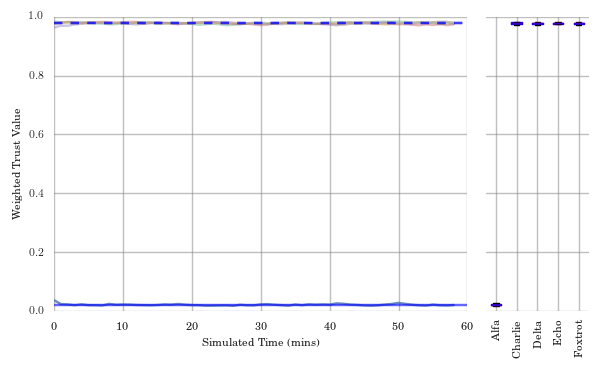 1.0
0.8
0.6
0.4
0.2
0.0
Weighted Trust Value
0 10 20 30 40 50 60
Simulated Time (mins)
Alfa
Charlie
Delta
Echo
Foxtrot